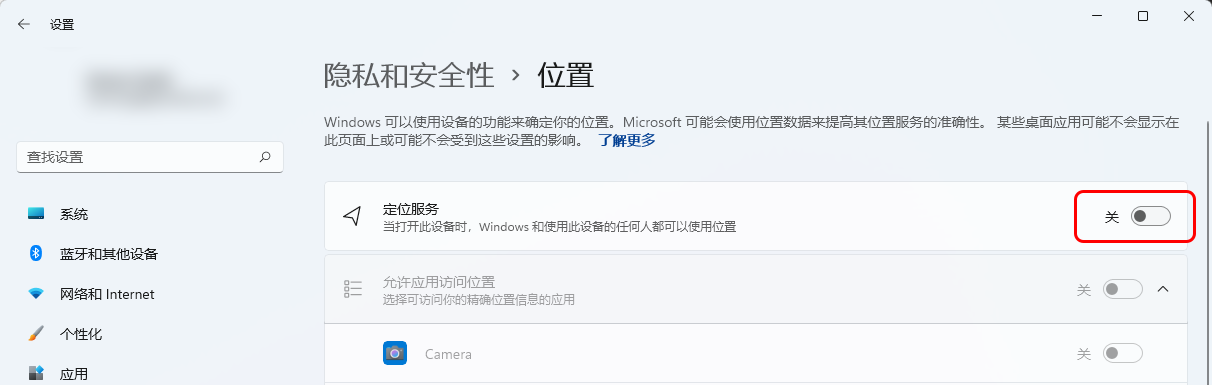 设置
隐私和安全性 › 位置
Windows 可以使用设备的功能来确定你的位置。Microsoft 可能会使用位置数据来提高其位置服务的准确性。 某些桌面应用可能不会显示在
此页面上或可能不会受到这些设置的影响。 了解更多
查找设置
系统
蓝牙和其他设备
网络和 Internet
个性化
应用
定位服务
当打开此设备时，Windows 和使用此设备的任何人都可以使用位置
关
允许应用访问位置
选择可访问你的精确位置信息的应用
关
Camera
关